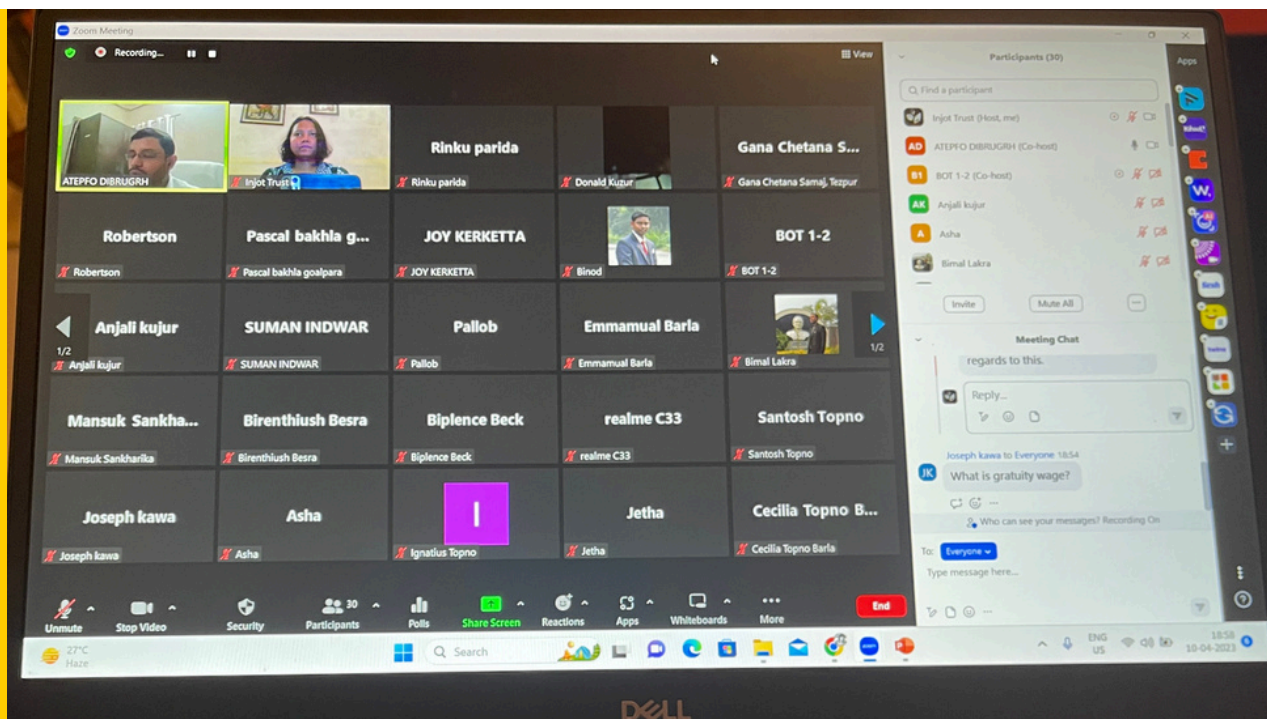 Zoom Meeting
Recording...
View
ATEPFO DIBRUGRH
Injot Trust
Rinku parida
Rinku parida
Donald Kuzur
Gana Chetana S...
Gana Chetana Samaj, Tezpur
Robertson
Robertson
Pascal bakhla g...
Pascal bakhla goalpara
JOY KERKETTA
JOY KERKETTA
Binod
BOT 1-2
BOT 1-2
1/2
Anjali kujur
Anjali kujur
SUMAN INDWAR
SUMAN INDWAR
Pallob
Pallob
Emmamual Barla
Emmamual Barla
Bimal Lakra
1/2
Mansuk Sankha...
Mansuk Sankharika
Birenthiush Besra
Birenthiush Besra
Biplence Beck
Biplence Beck
realme C33
realme C33
Santosh Topno
Santosh Topno
Joseph kawa
Joseph kawa
Asha
Asha
I
Ignatius Topno
Jetha
Jetha
Cecilia Topno B...
Cecilia Topno Barla
Unmute
Stop Video
Security
30
Participants
Polls
Share Screen
Reactions
Apps
Whiteboards
More
End
Participants (30)
Find a participant
Injot Trust (Host, me)
AD ATEPFO DIBRUGRH (Co-host)
B1 BOT 1-2 (Co-host)
AK Anjali kujur
A Asha
Bimal Lakra
Invite
Mute All
Meeting Chat
regards to this.
Reply...
Joseph kawa to Everyone 18:54
JK What is gratuity wage?
Who can see your messages? Recording On
To: Everyone
Type message here...
Apps
W.
27°C
Haze
Search
ENG
US
18:58
10-04-2023
DELL